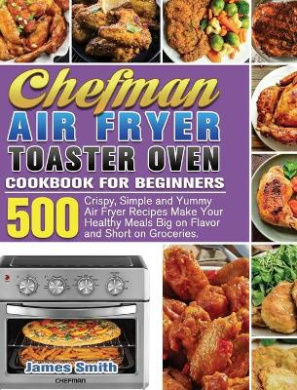 Chefman
AIR FRYER
TOASTER OVEN
COOKBOOK FOR BEGINNERS
500
Crispy, Simple and Yummy
Air Fryer Recipes Make Your
Healthy Meals Big on Flavor
and Short on Groceries.
CHEFMAN
James Smith